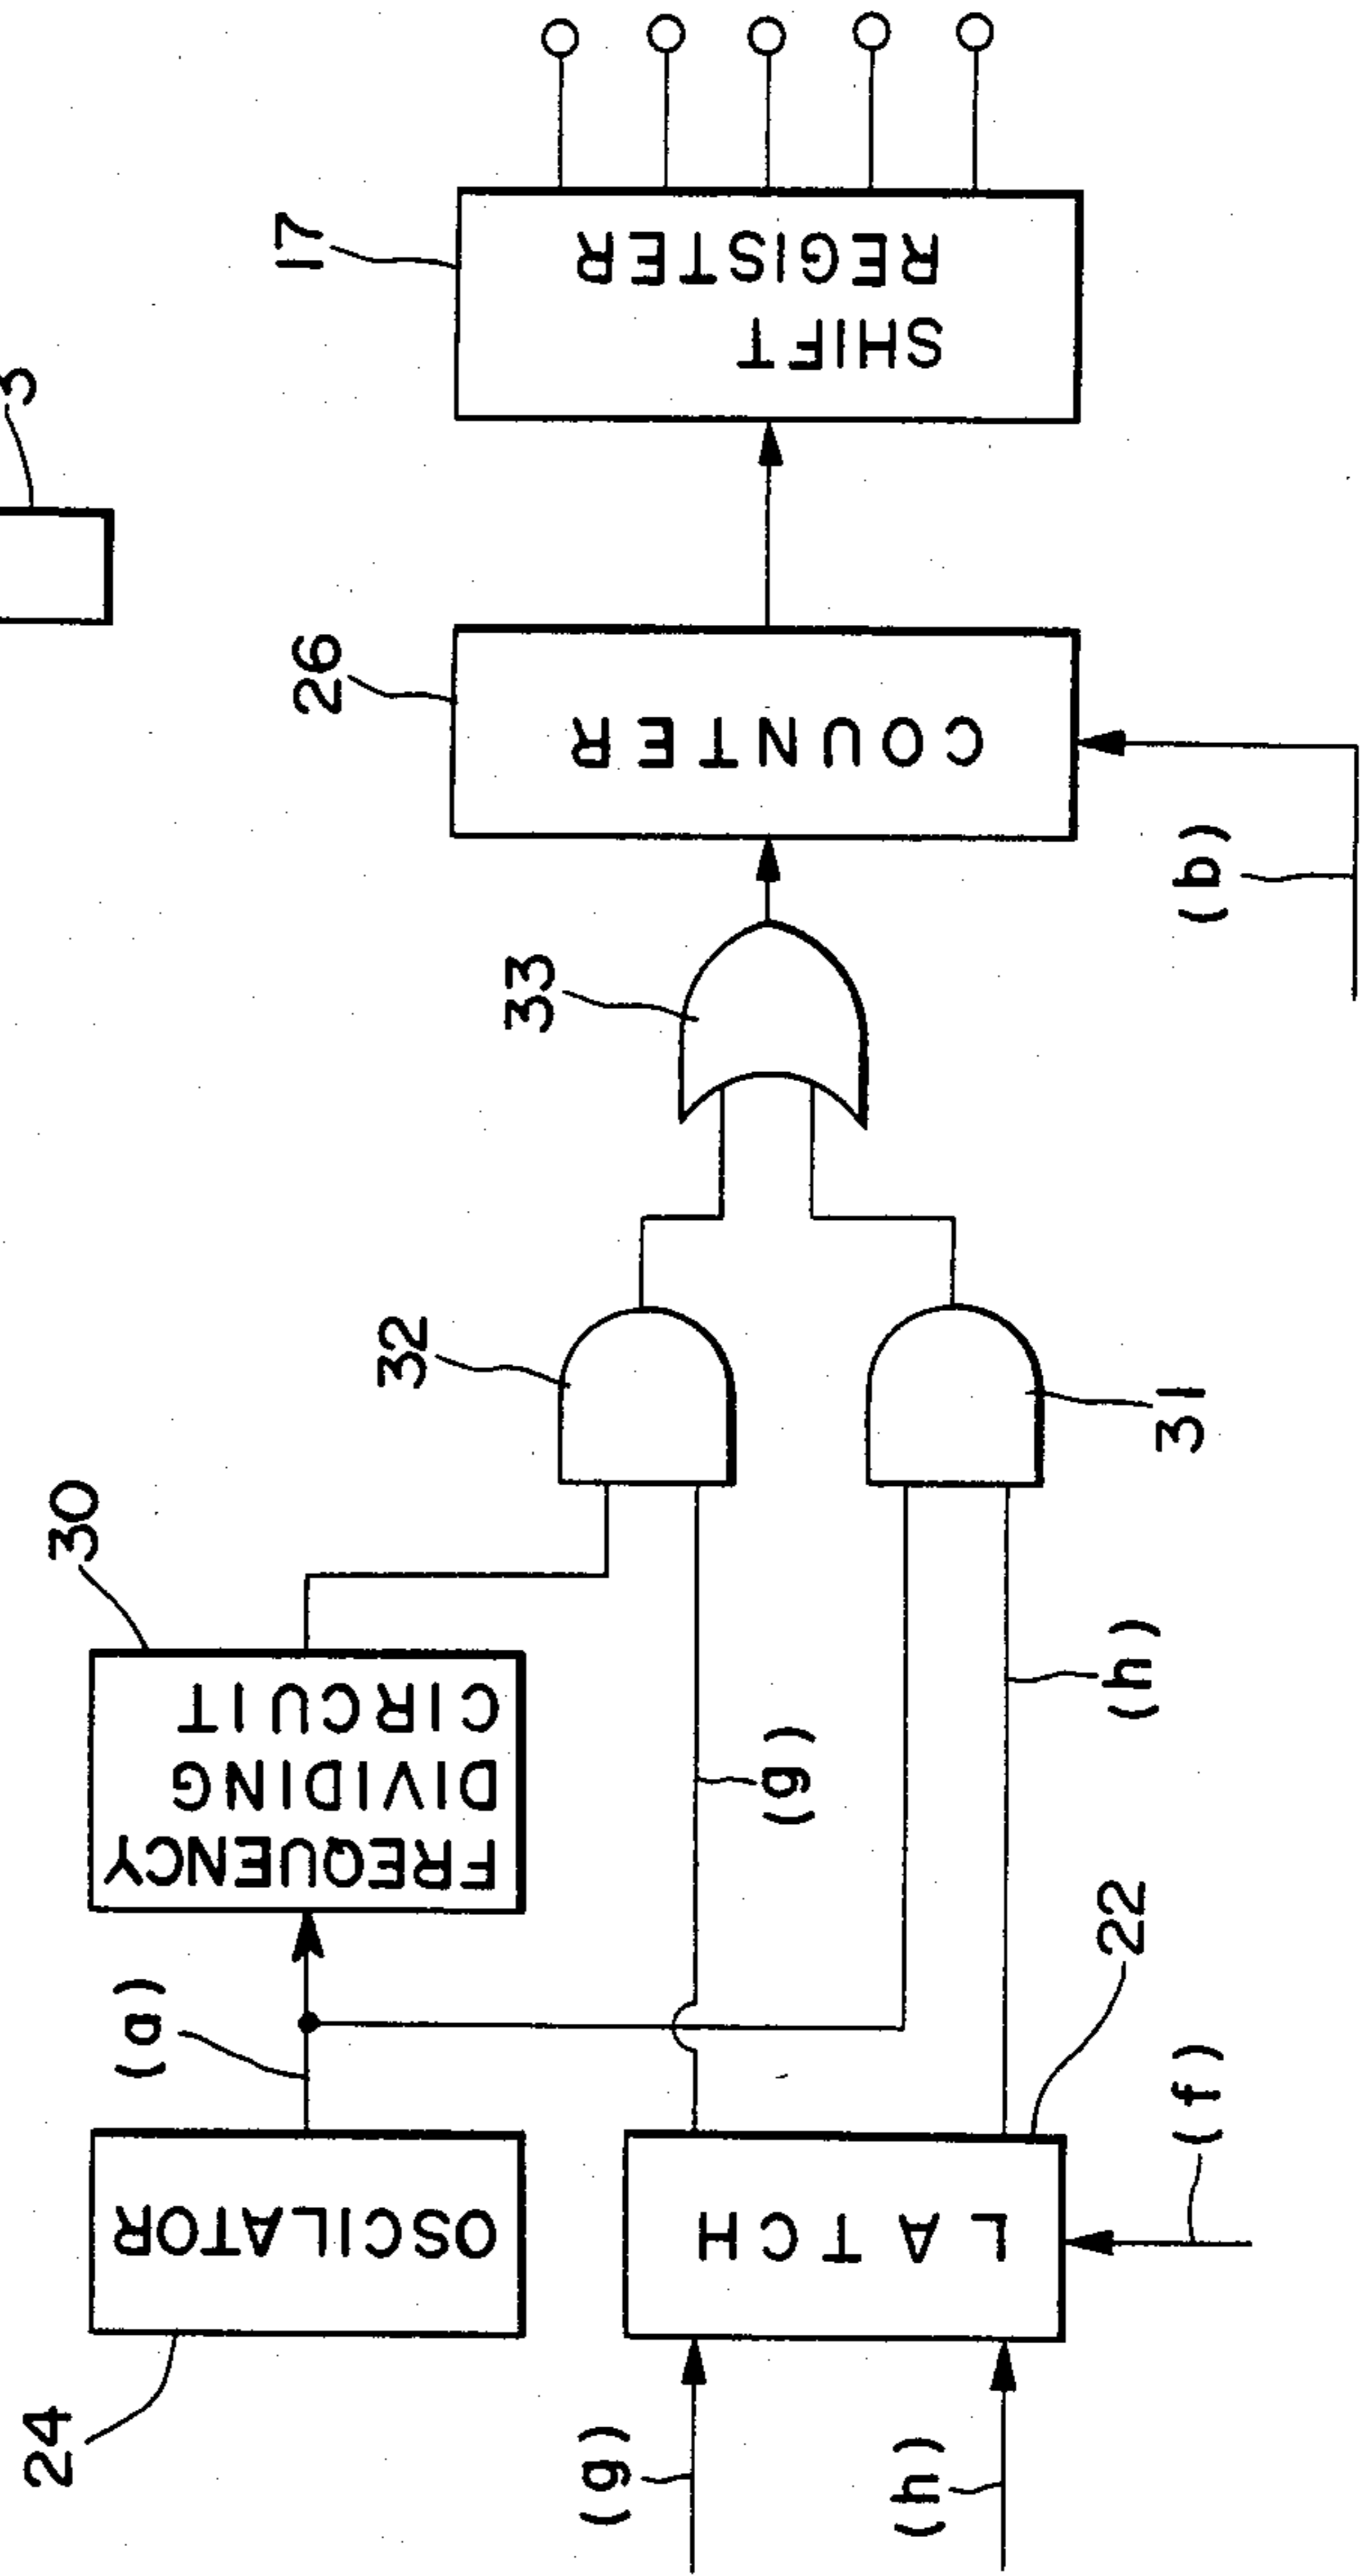 3
24
OSCILATOR
(a)
30
FREQUENCY
DIVIDING
CIRCUIT
(g)
(h)
LATCH
22
(f)
(g)
(h)
32
31
33
26
COUNTER
(b)
17
SHIFT
REGISTER